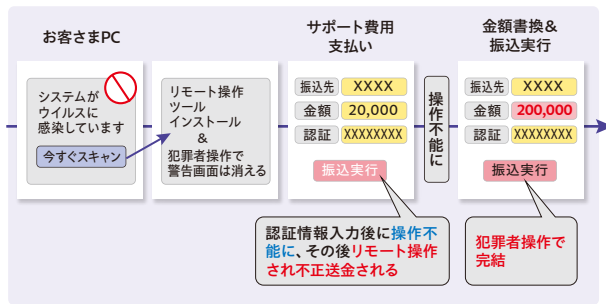 お客さまPC
システムが
ウイルスに
感染しています
今すぐスキャン
リモート操作
ツール
インストール
&
犯罪者操作で
警告画面は消える
サポート費用
支払い
振込先 XXXX
金額 20,000
認証 XXXXXXXX
振込実行
認証情報入力後に操作不
能に、その後リモート操作
され不正送金される
操作不能に
金額書換&
振込実行
振込先 XXXX
金額 200,000
認証 XXXXXXXX
振込実行
犯罪者操作で
完結